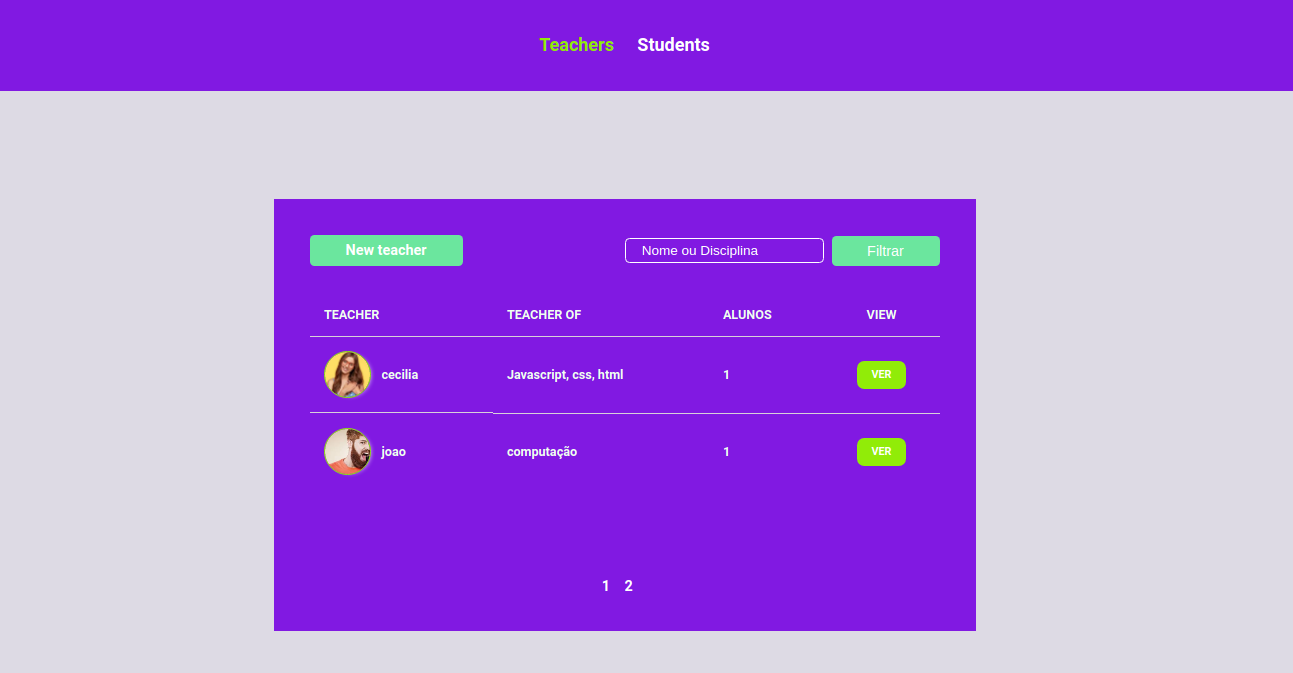 Teachers Students
New teacher Nome ou Disciplina Filtrar
TEACHER TEACHER OF ALUNOS VIEW
cecilia Javascript, css, html 1 VER
joao computação 1 VER
1 2